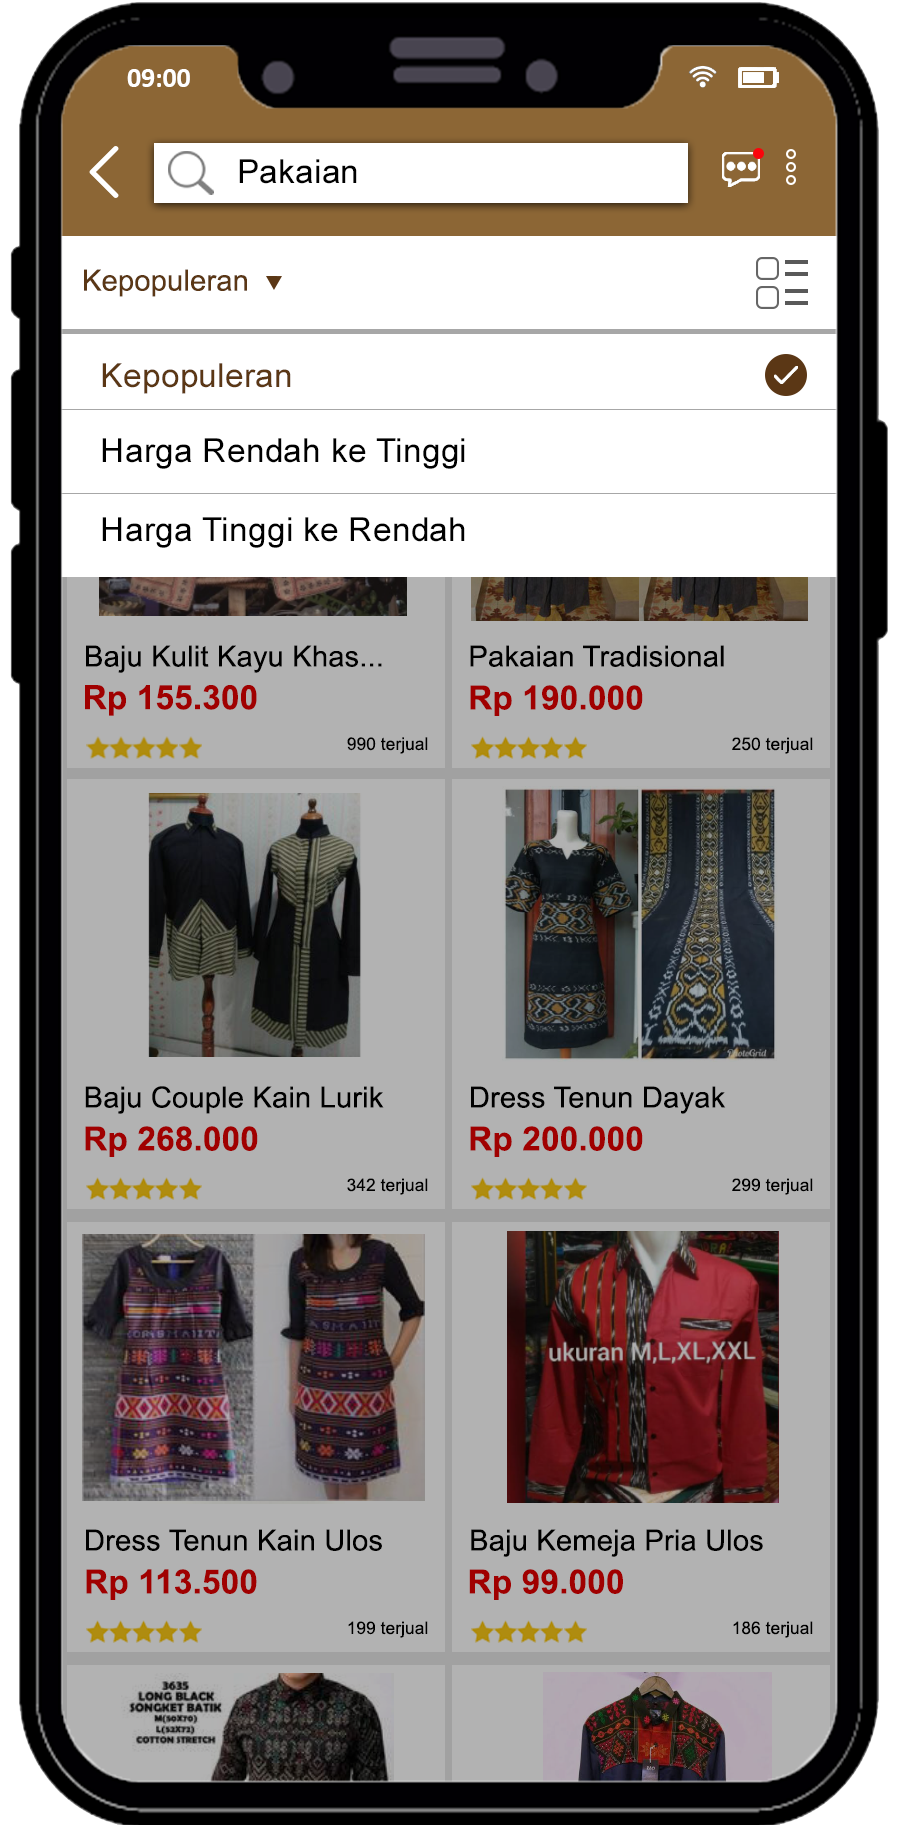 09:00
Pakaian
Kepopuleran
Kepopuleran
Harga Rendah ke Tinggi
Harga Tinggi ke Rendah
Baju Kulit Kayu Khas...
Rp 155.300
990 terjual
Pakaian Tradisional
Rp 190.000
250 terjual
PhotoGrid
Baju Couple Kain Lurik
Rp 268.000
342 terjual
Dress Tenun Dayak
Rp 200.000
299 terjual
ukuran M,L,XL,XXL
Dress Tenun Kain Ulos
Rp 113.500
199 terjual
Baju Kemeja Pria Ulos
Rp 99.000
186 terjual
3635
LONG BLACK
SONGKET BATIK
M(50X70)
L(52X72)
COTTON STRETCH